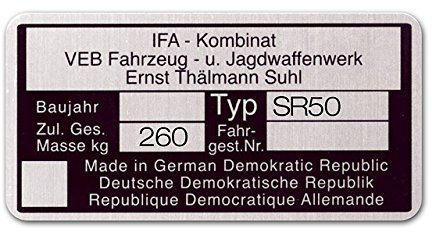 IFA - Kombinat
VEB Fahrzeug - u. Jagdwaffenwerk
Ernst Thälmann Suhl
Baujahr Typ SR50
Zul. Ges. Masse kg 260 Fahr-gest.Nr.
Made in German Demokratic Republic
Deutsche Demokratische Republik
Republique Democratique Allemande